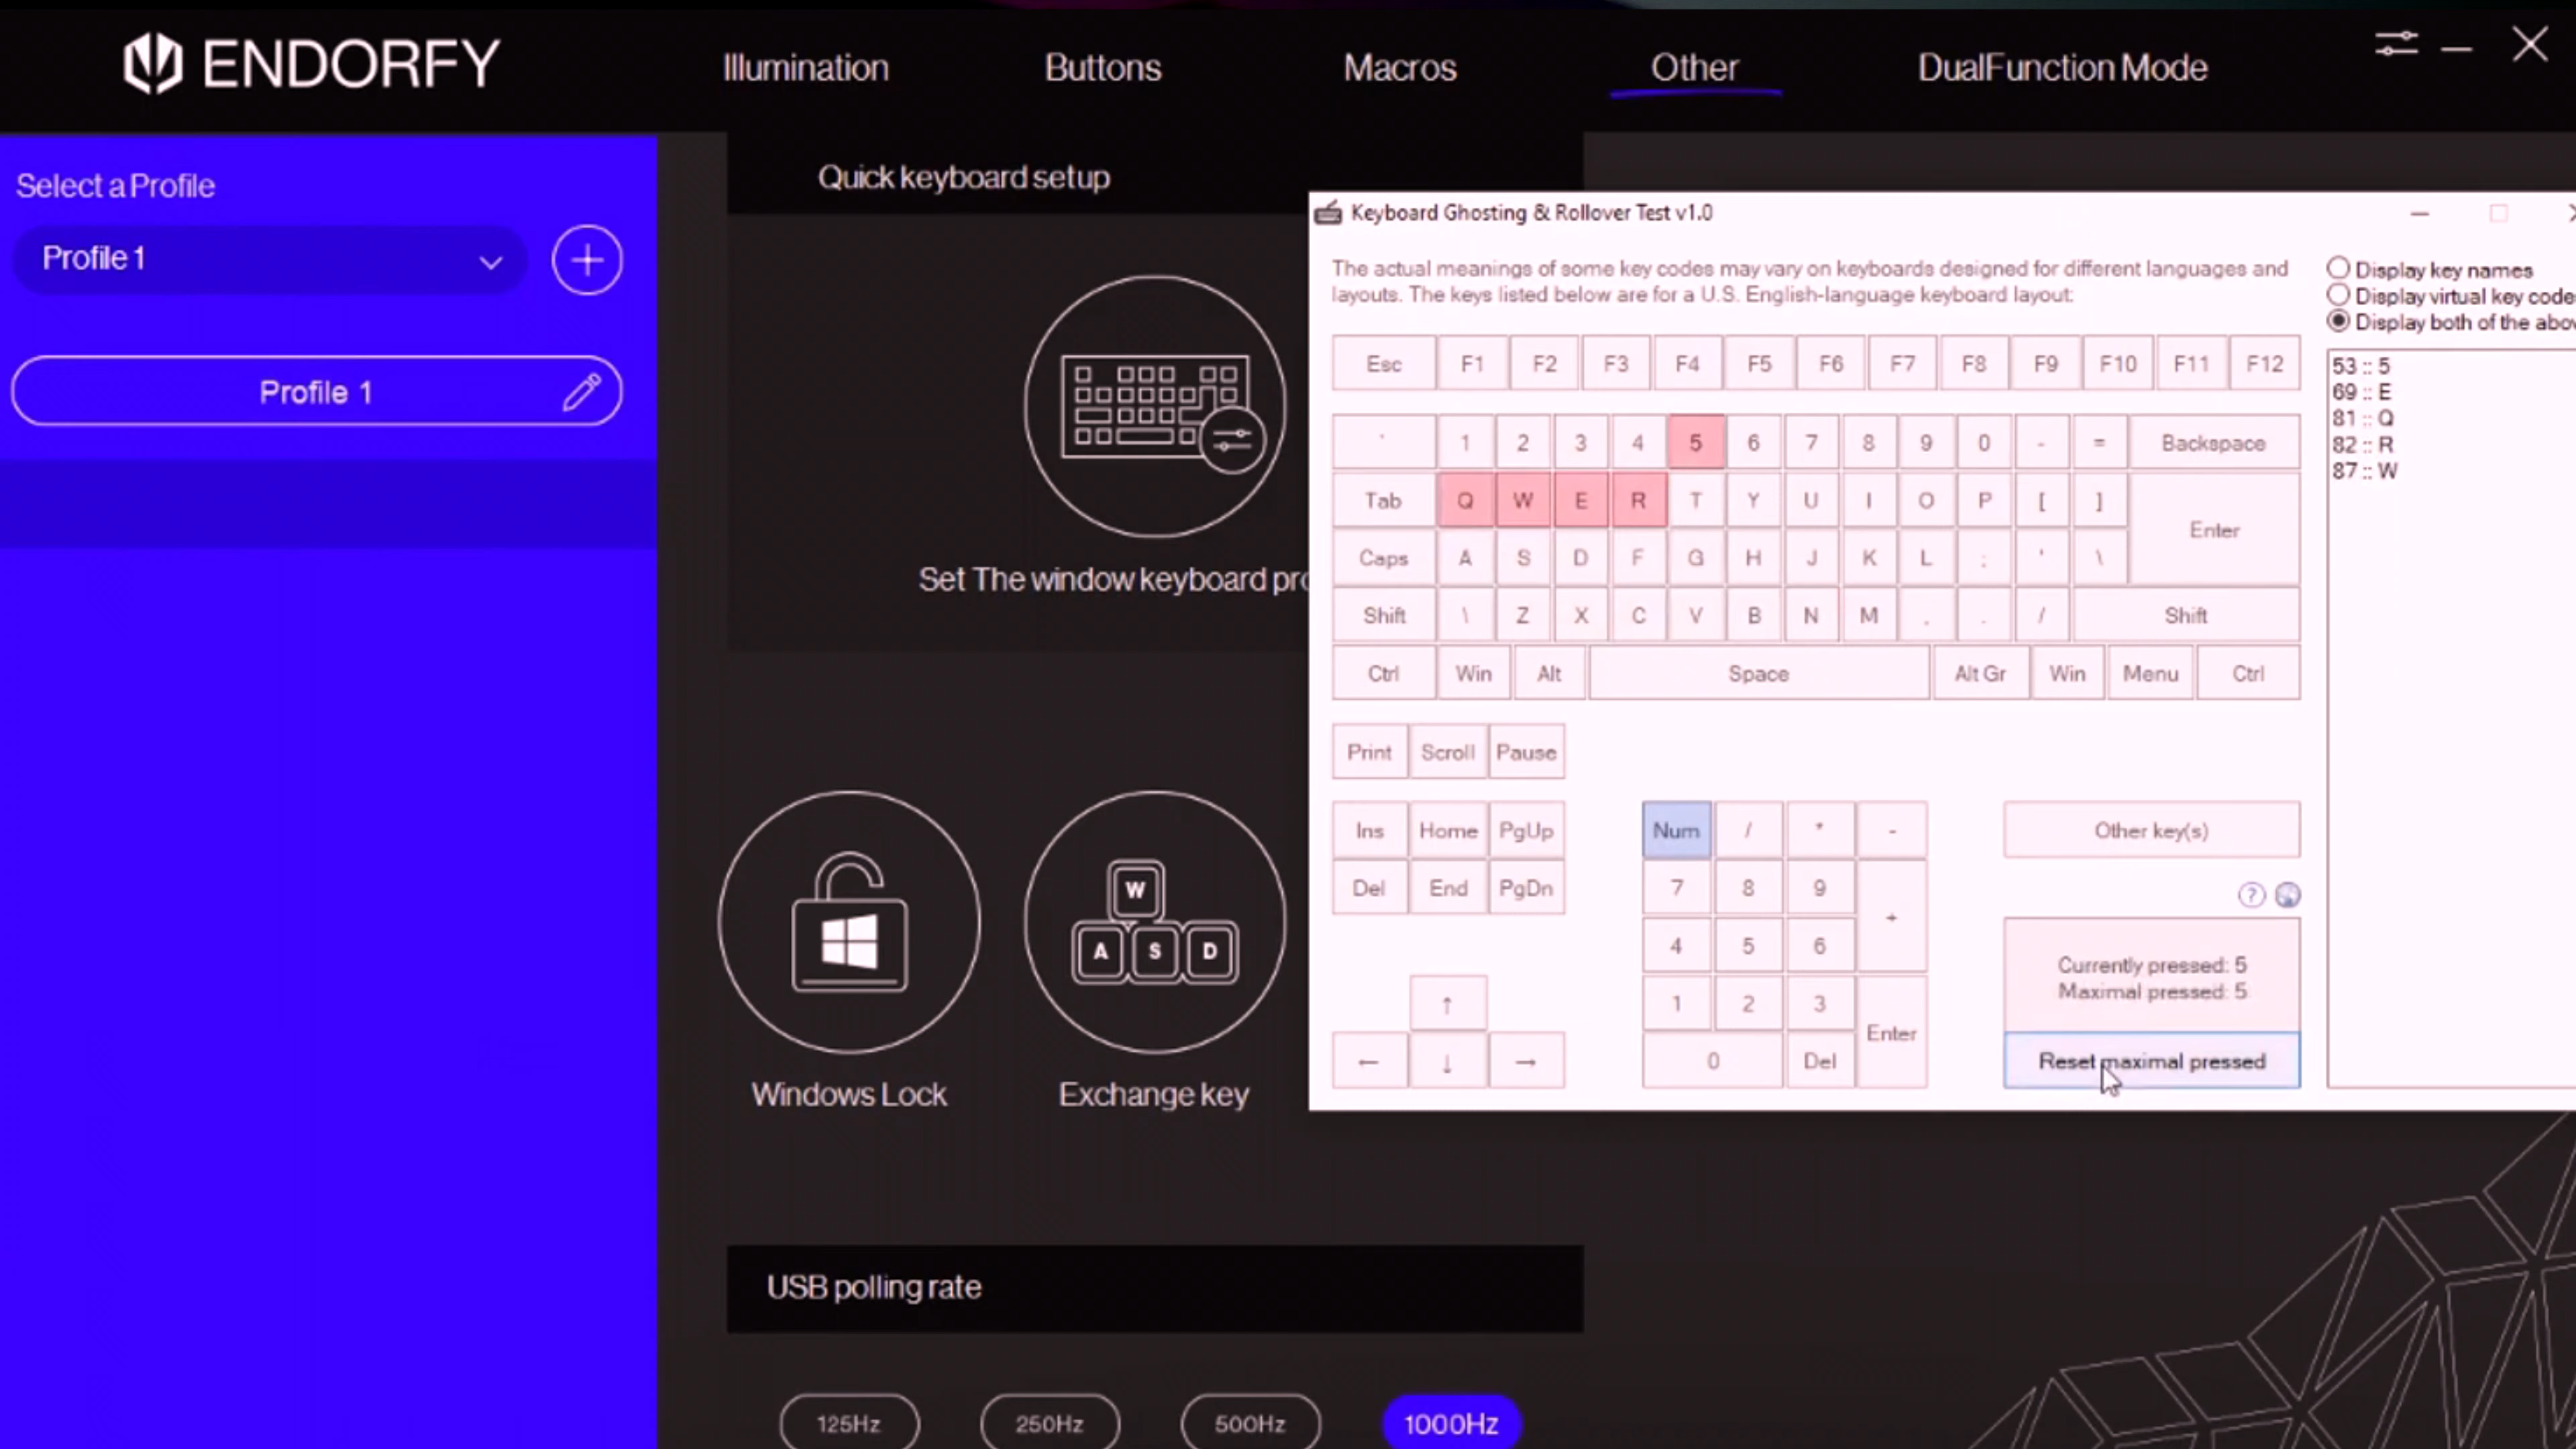 ENDORFY
Illumination
Buttons
Macros
Other
DualFunction Mode
Select a Profile
Profile 1
Profile 1
Quick keyboard setup
Set The window keyboard pro
Windows Lock
W
A S D
Exchange key
USB polling rate
125Hz 250Hz 500Hz 1000Hz
Keyboard Ghosting & Rollover Test v1.0
The actual meanings of some key codes may vary on keyboards designed for different languages and
layouts. The keys listed below are for a U.S. English-language keyboard layout:
Esc F1 F2 F3 F4 F5 F6 F7 F8 F9 F10 F11 F12
` 1 2 3 4 5 6 7 8 9 0 - = Backspace
Tab Q W E R T Y U I O P [ ]
Enter
Caps A S D F G H J K L ; ' \
Shift \ Z X C V B N M , . / Shift
Ctrl Win Alt Space Alt Gr Win Menu Ctrl
Print Scroll Pause
Ins Home PgUp
Del End PgDn
↑
← ↓ →
Num / * -
7 8 9
+
4 5 6
1 2 3
Enter
0 Del
Other key(s)
?
Currently pressed: 5
Maximal pressed: 5
Reset maximal pressed
Display key names
Display virtual key code
Display both of the abov
53 :: 5
69 :: E
81 :: Q
82 :: R
87 :: W